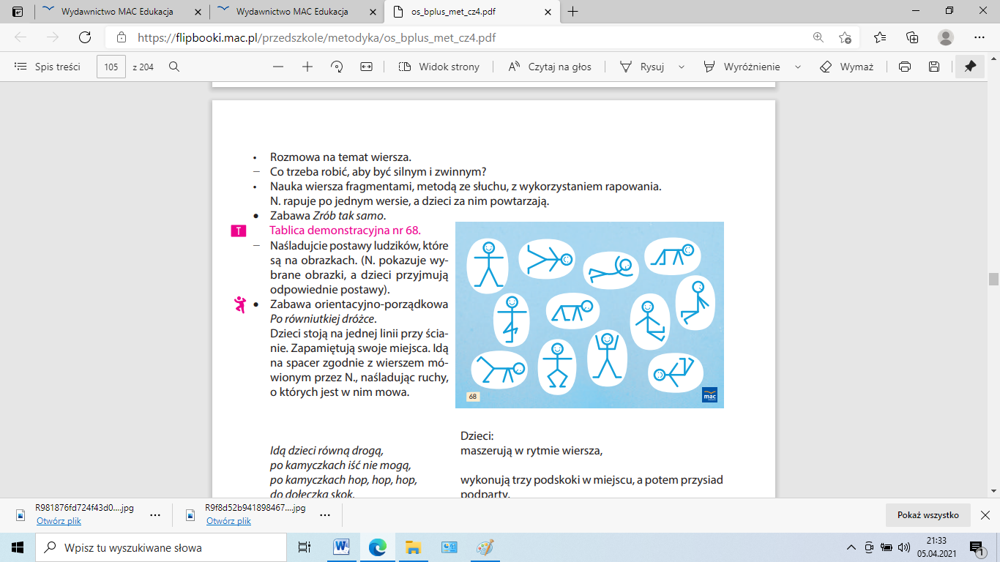 Wydawnictwo MAC Edukacja
Wydawnictwo MAC Edukacja
os_bplus_met_cz4.pdf
https://flipbooki.mac.pl/przedszkole/metodyka/os_bplus_met_cz4.pdf
Spis treści
105
z 204
Widok strony
Czytaj na głos
Rysuj
Wyróżnienie
Wymaż
• Rozmowa na temat wiersza.
– Co trzeba robić, aby być silnym i zwinnym?
• Nauka wiersza fragmentami, metodą ze słuchu, z wykorzystaniem rapowania.
N. rapuje po jednym wersie, a dzieci za nim powtarzają.
● Zabawa Zrób tak samo.
T Tablica demonstracyjna nr 68.
– Naśladujcie postawy ludzików, które
są na obrazkach. (N. pokazuje wy-
brane obrazki, a dzieci przyjmują
odpowiednie postawy).
● Zabawa orientacyjno-porządkowa
Po równiutkiej dróżce.
Dzieci stoją na jednej linii przy ścia-
nie. Zapamiętują swoje miejsca. Idą
na spacer zgodnie z wierszem mó-
wionym przez N., naśladując ruchy,
o których jest w nim mowa.
68
mac
Dzieci:
Idą dzieci równą drogą,
maszerują w rytmie wiersza,
po kamyczkach iść nie mogą,
po kamyczkach hop, hop, hop,
wykonują trzy podskoki w miejscu, a potem przysiad
do dołeczka skok.
podparty.
R981876fd724f43d0....jpg
Otwórz plik
R9f8d52b941898467....jpg
Otwórz plik
Pokaż wszystko
Wpisz tu wyszukiwane słowa
21:33
05.04.2021
1